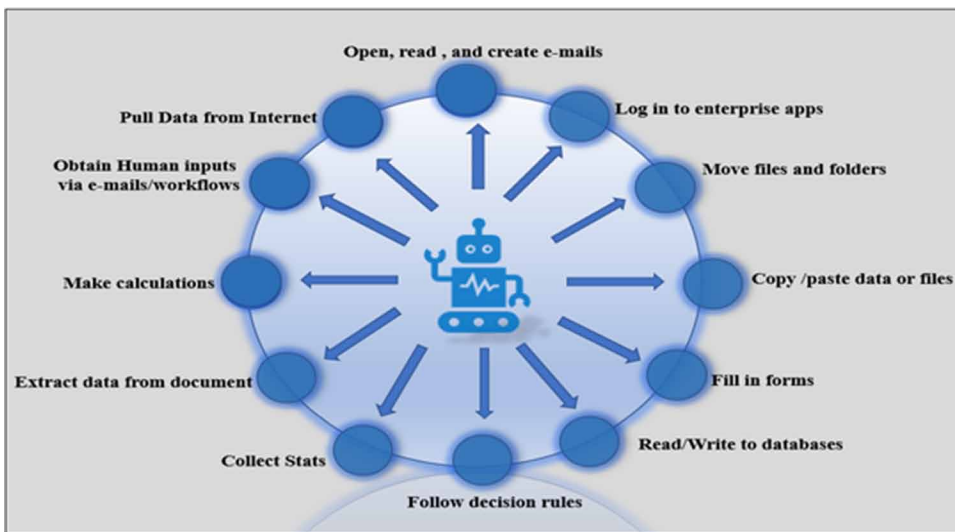 Open, read , and create e-mails
Log in to enterprise apps
Move files and folders
Copy /paste data or files
Fill in forms
Read/Write to databases
Follow decision rules
Collect Stats
Extract data from document
Make calculations
Obtain Human inputs
via e-mails/workflows
Pull Data from Internet